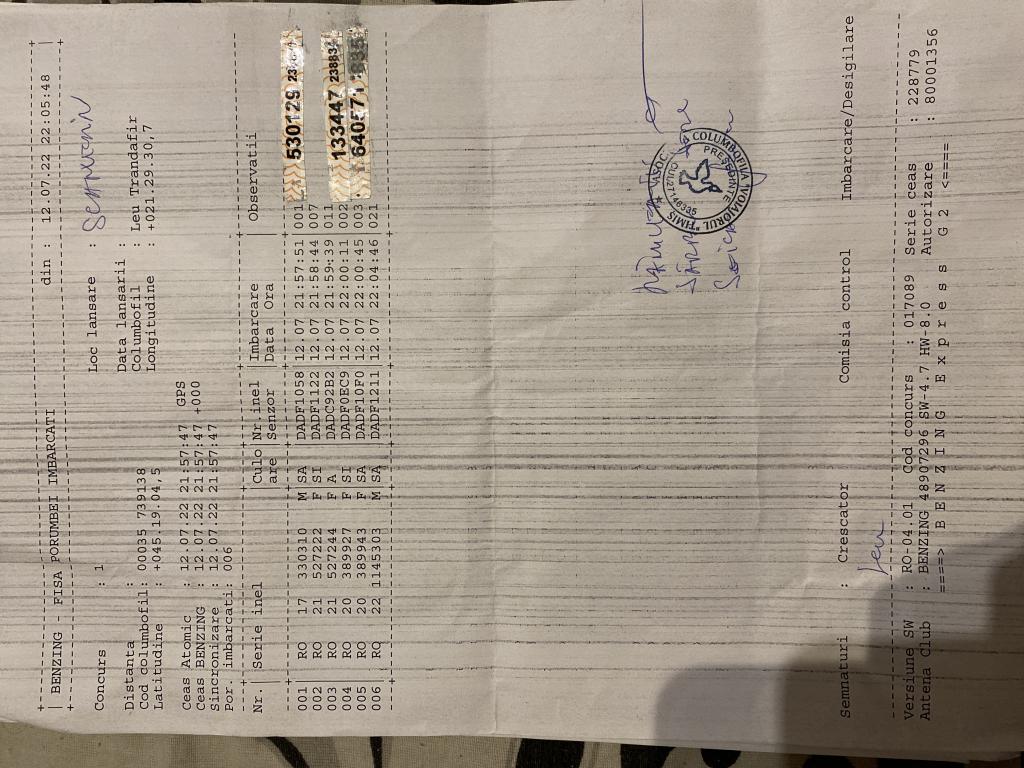 | BENZING - FISA PORUMBEI IMBARCATI din : 12.07.22 22:05:48 |
Concurs : 1 Loc lansare :
Distanta : Data lansarii :
Cod columbofil: 00035 739138 Columbofil : Leu Trandafir
Latitudine : +045.19.04,5 Longitudine : +021.29.30,7
Ceas Atomic : 12.07.22 21:57:47 GPS
Ceas BENZING : 12.07.22 21:57:47 +000
Sincronizare : 12.07.22 21:57:47
Por. imbarcati: 006
Nr.| Serie inel |Culo|Nr.inel |Imbarcare |Observatii
are Senzor Data Ora
001 RO 17 330310 M SA DADF1058 12.07 21:57:51 001 530129
002 RO 21 527222 F SI DADF1122 12.07 21:58:44 007
003 RO 21 527244 F A DADC92B2 12.07 21:59:39 011 133447 238834
004 RO 20 389927 F SI DADF0EC9 12.07 22:00:11 002
005 RO 20 389943 F SA DADF10F0 12.07 22:00:45 003 640571
006 RO 22 1145303 M SA DADF1211 12.07 22:04:46 021
COLUMBOFILA "VOIAJORUL" TIMIS
PRESEDINTE
Semnaturi : Crescator Comisia control Imbarcare/Desigilare
Leu
Versiune SW : RO-04.01 Cod concurs : 017089 Serie ceas : 228779
Antena Club : BENZING 48907296 SW-4.7 HW-8.0 Autorizare : 80001356
====> B E N Z I N G E x p r e s s G 2 <====